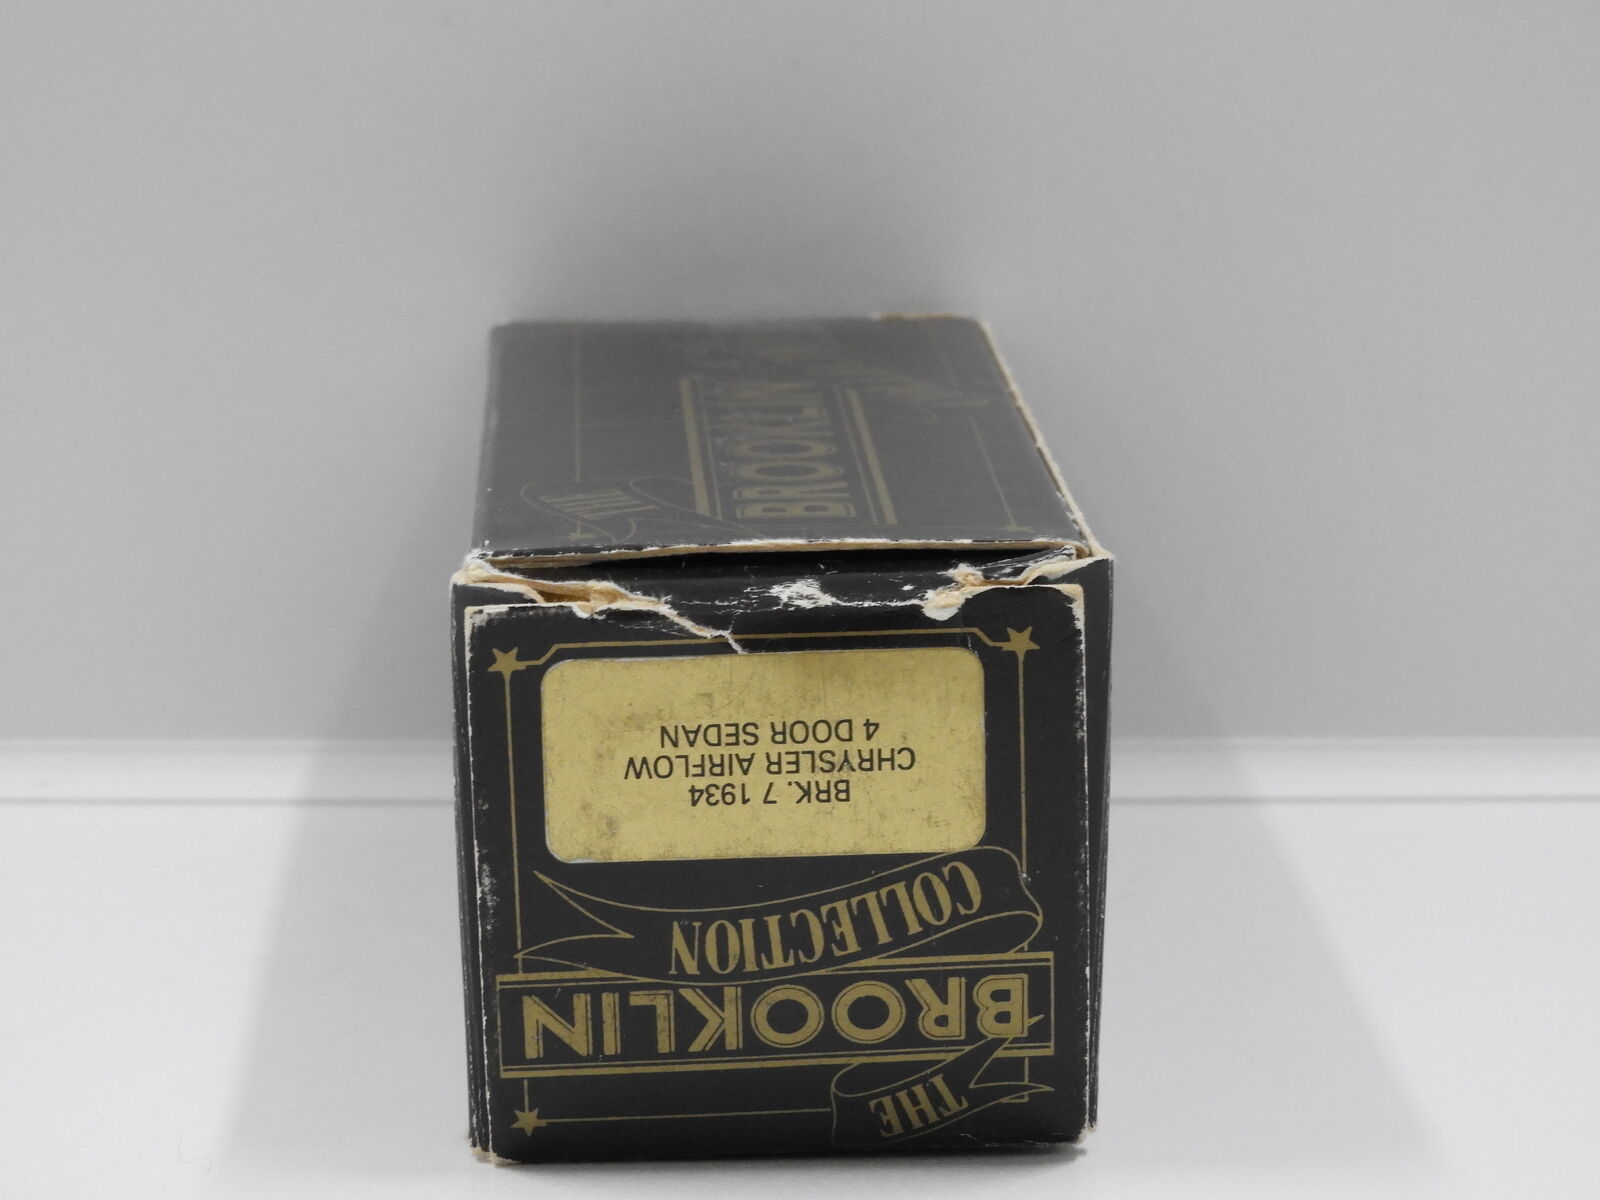 THE
BROOKLIN
COLLECTION
BRK. 7 1934
CHRYSLER AIRFLOW
4 DOOR SEDAN
THE
BROOKLIN